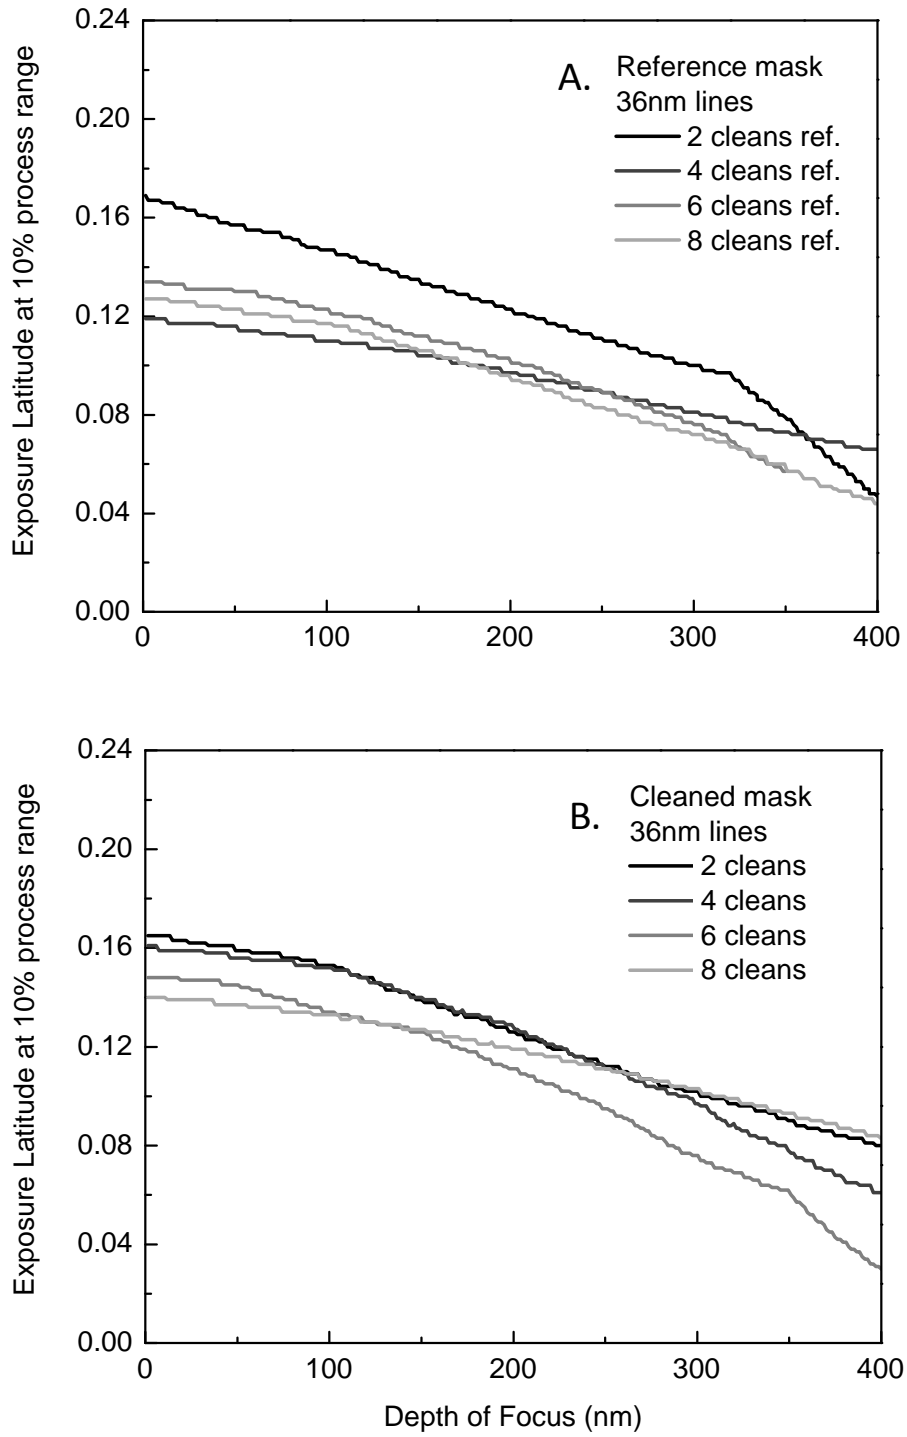 Exposure Latitude at 10% process range
0.24
0.20
0.16
0.12
0.08
0.04
0.00
0
100
200
300
400
A.
Reference mask
36nm lines
2 cleans ref.
4 cleans ref.
6 cleans ref.
8 cleans ref.
Exposure Latitude at 10% process range
0.24
0.20
0.16
0.12
0.08
0.04
0.00
0
100
200
300
400
B.
Cleaned mask
36nm lines
2 cleans
4 cleans
6 cleans
8 cleans
Depth of Focus (nm)